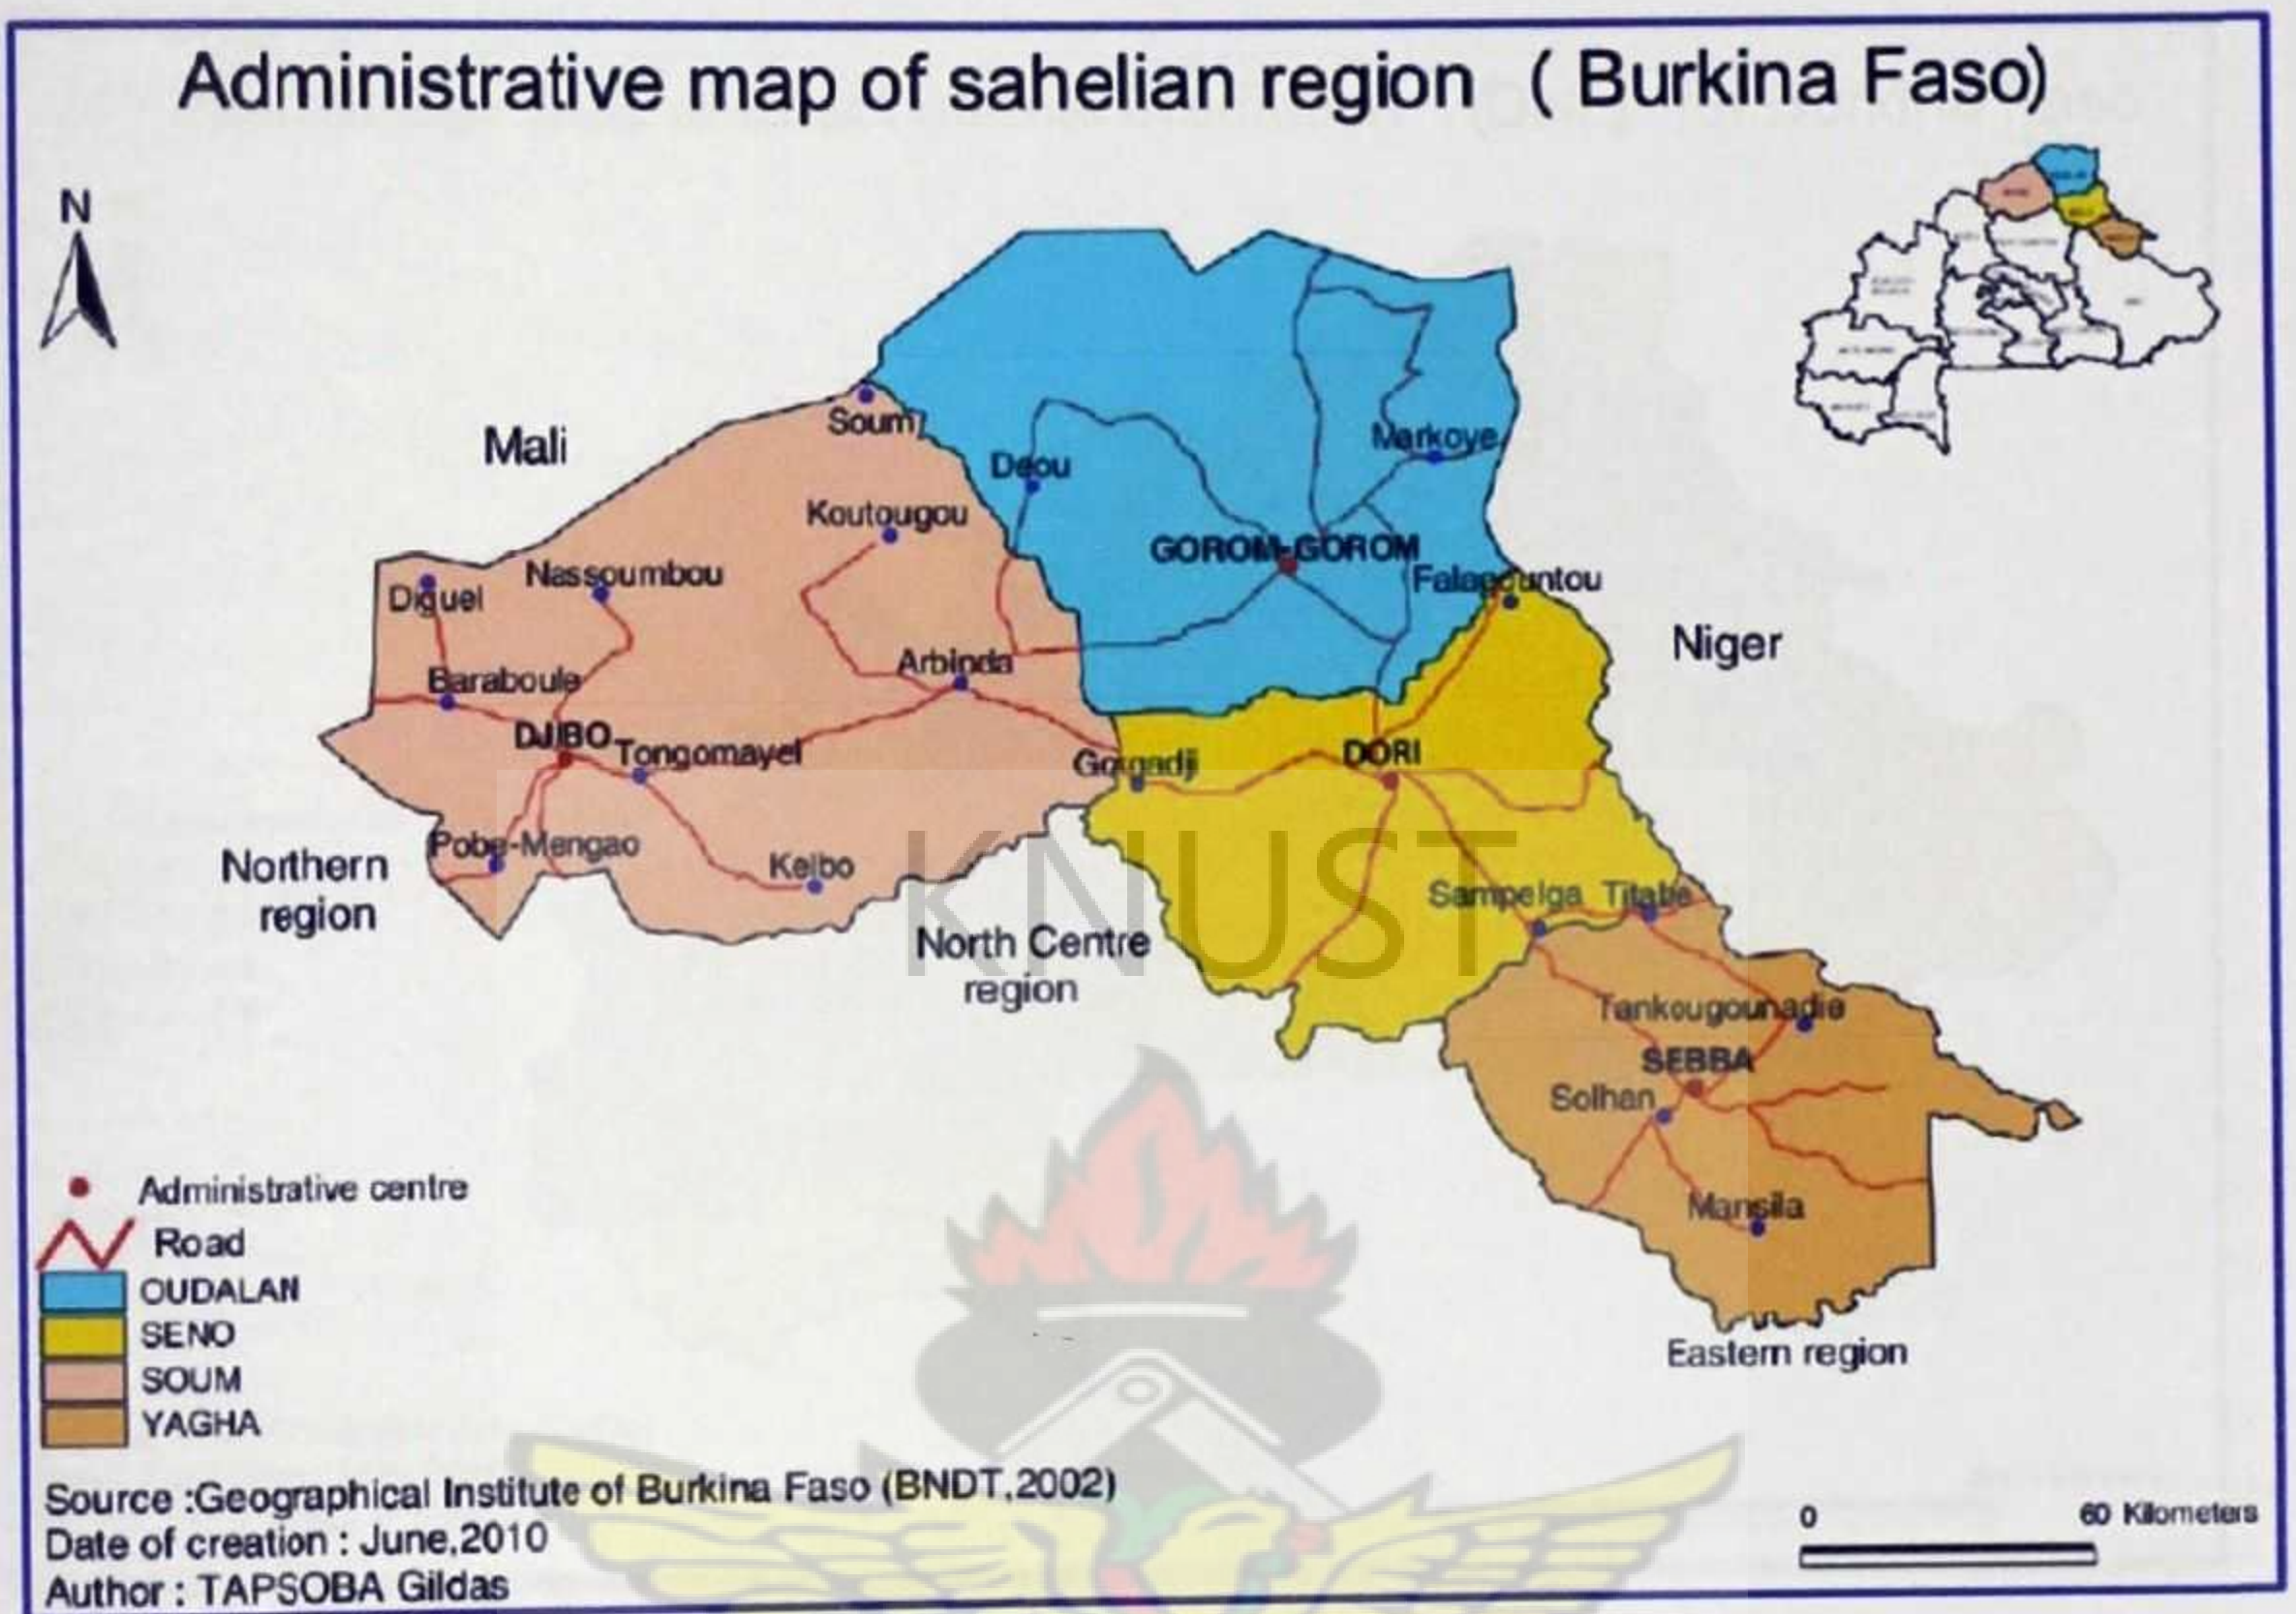 Administrative map of sahelian region ( Burkina Faso)
N
Mali
Soum
Deou
Markoye
Koutougou
GOROM-GOROM
Diguel
Nassoumbou
Falagountou
Niger
Baraboule
Arbinda
DJIBO
Tongomayel
Gorgadji
DORI
Northern
region
Pobe-Mengao
Kelbo
KNUST
Sampelga
Titabe
North Centre
region
Tankougounadie
SEBBA
Solhan
Mansila
Eastern region
Administrative centre
Road
OUDALAN
SENO
SOUM
YAGHA
Source :Geographical Institute of Burkina Faso (BNDT,2002)
Date of creation : June,2010
Author : TAPSOBA Gildas
0 60 Kilometers